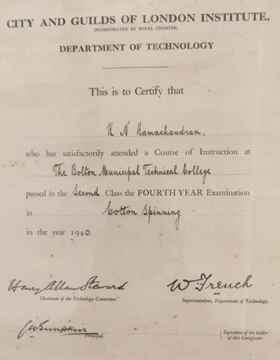 CITY AND GUILDS OF LONDON INSTITUTE.
INCORPORATED BY ROYAL CHARTER.
DEPARTMENT OF TECHNOLOGY
This is to Certify that
K N Ramachandran.
who has satisfactorily attended a Course of Instruction at
The Bolton Municipal Technical College
passed in the Second Class the FOURTH YEAR Examination
in Cotton Spinning
in the year 1940.
W French
Chairman of the Technology Committee.
Superintendent, Department of Technology.
Principal.
Signature of the holder
of this Certificate.